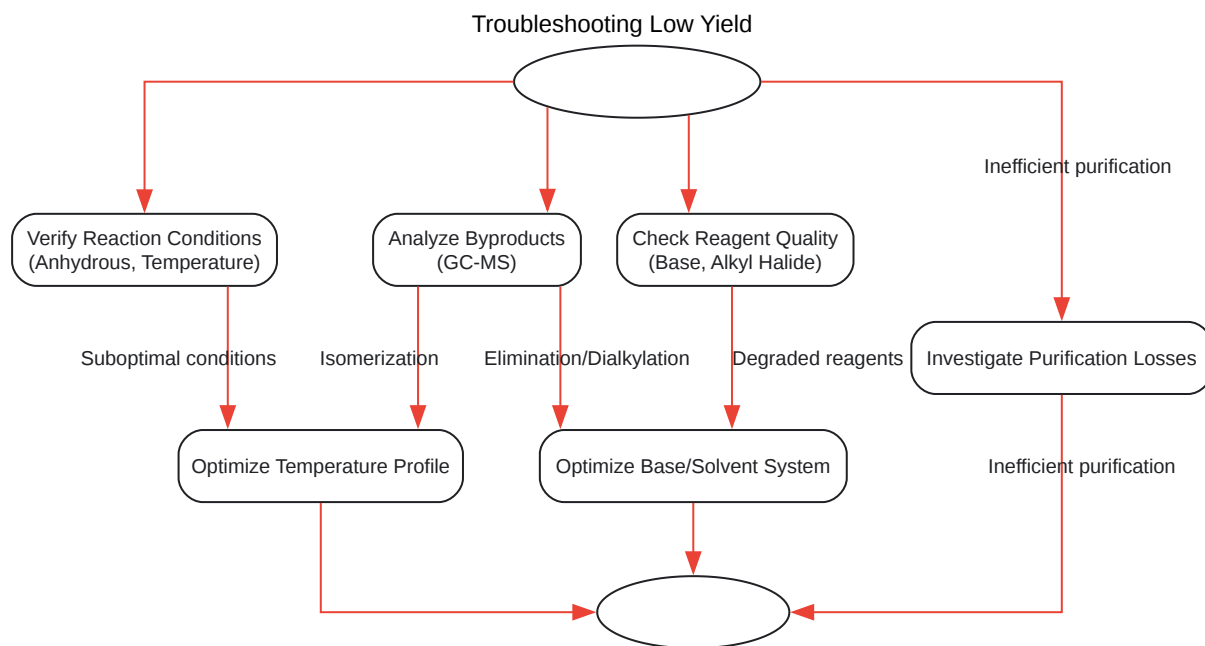 Troubleshooting Low Yield
Inefficient purification
Verify Reaction Conditions
(Anhydrous, Temperature)
Analyze Byproducts
(GC-MS)
Check Reagent Quality
(Base, Alkyl Halide)
Suboptimal conditions
Isomerization
Elimination/Dialkylation
Degraded reagents
Investigate Purification Losses
Optimize Temperature Profile
Optimize Base/Solvent System
Inefficient purification